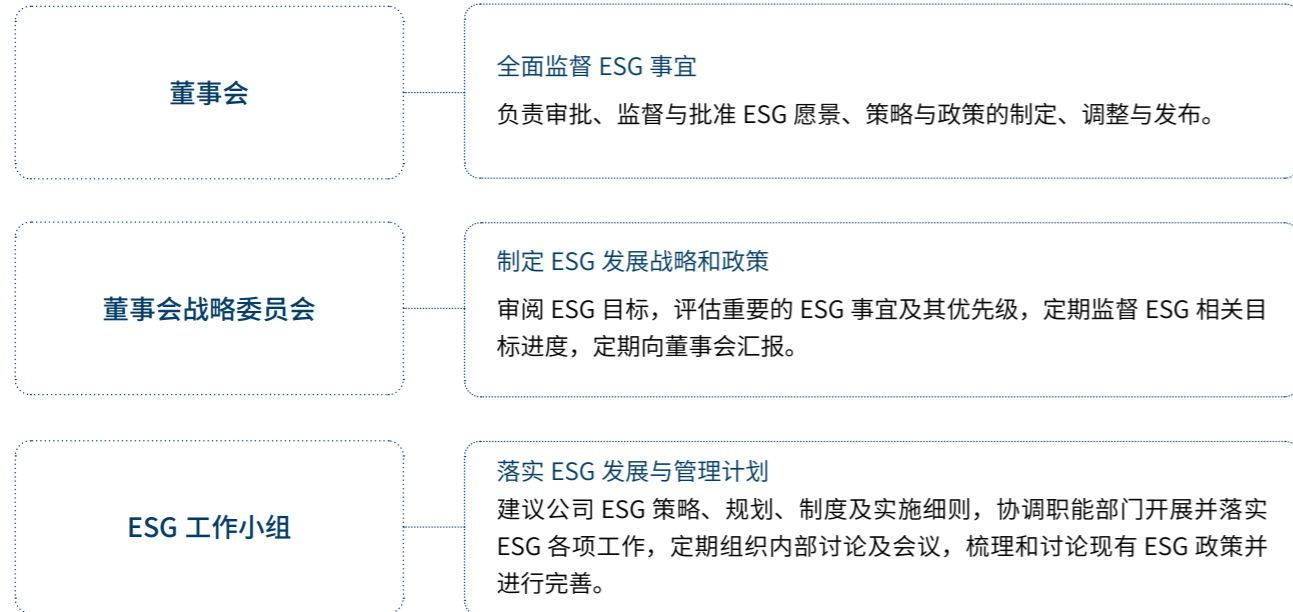 董事会
全面监督 ESG 事宜
负责审批、监督与批准 ESG 愿景、策略与政策的制定、调整与发布。
董事会战略委员会
制定 ESG 发展战略和政策
审阅 ESG 目标，评估重要的 ESG 事宜及其优先级，定期监督 ESG 相关目
标进度，定期向董事会汇报。
ESG 工作小组
落实 ESG 发展与管理计划
建议公司 ESG 策略、规划、制度及实施细则，协调职能部门开展并落实
ESG 各项工作，定期组织内部讨论及会议，梳理和讨论现有 ESG 政策并
进行完善。